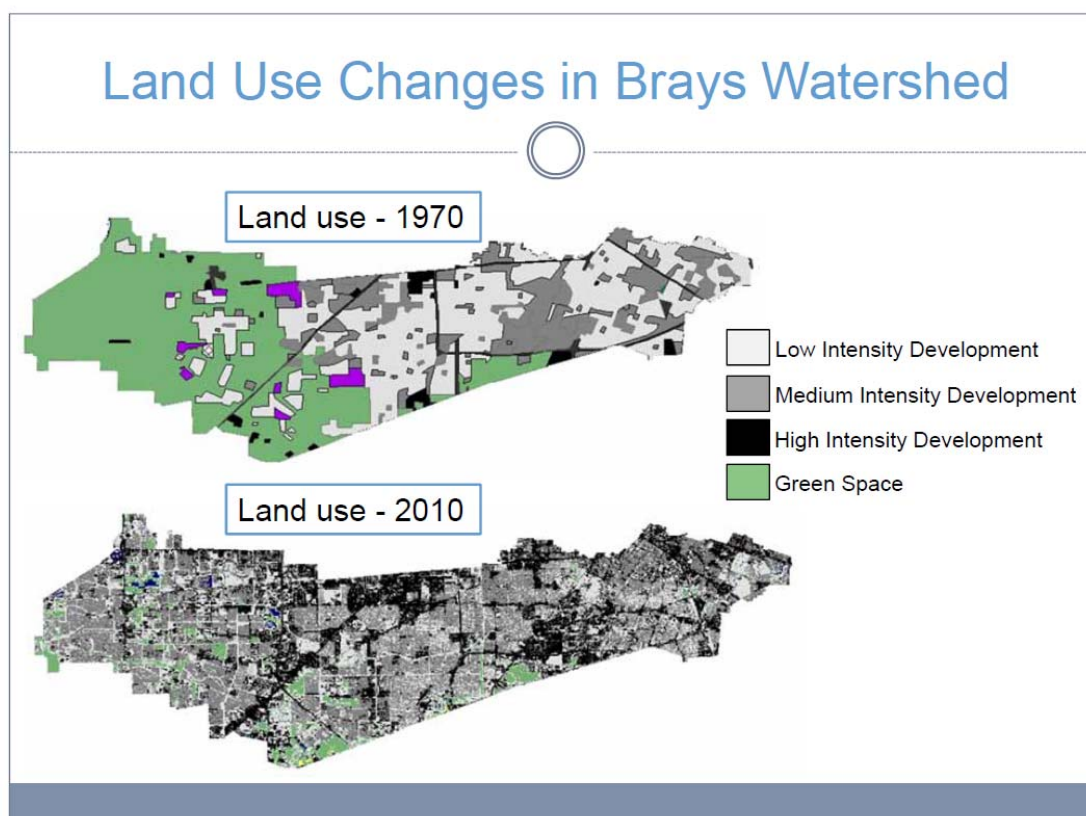 Land Use Changes in Brays Watershed
Land use - 1970
Low Intensity Development
Medium Intensity Development
High Intensity Development
Green Space
Land use - 2010